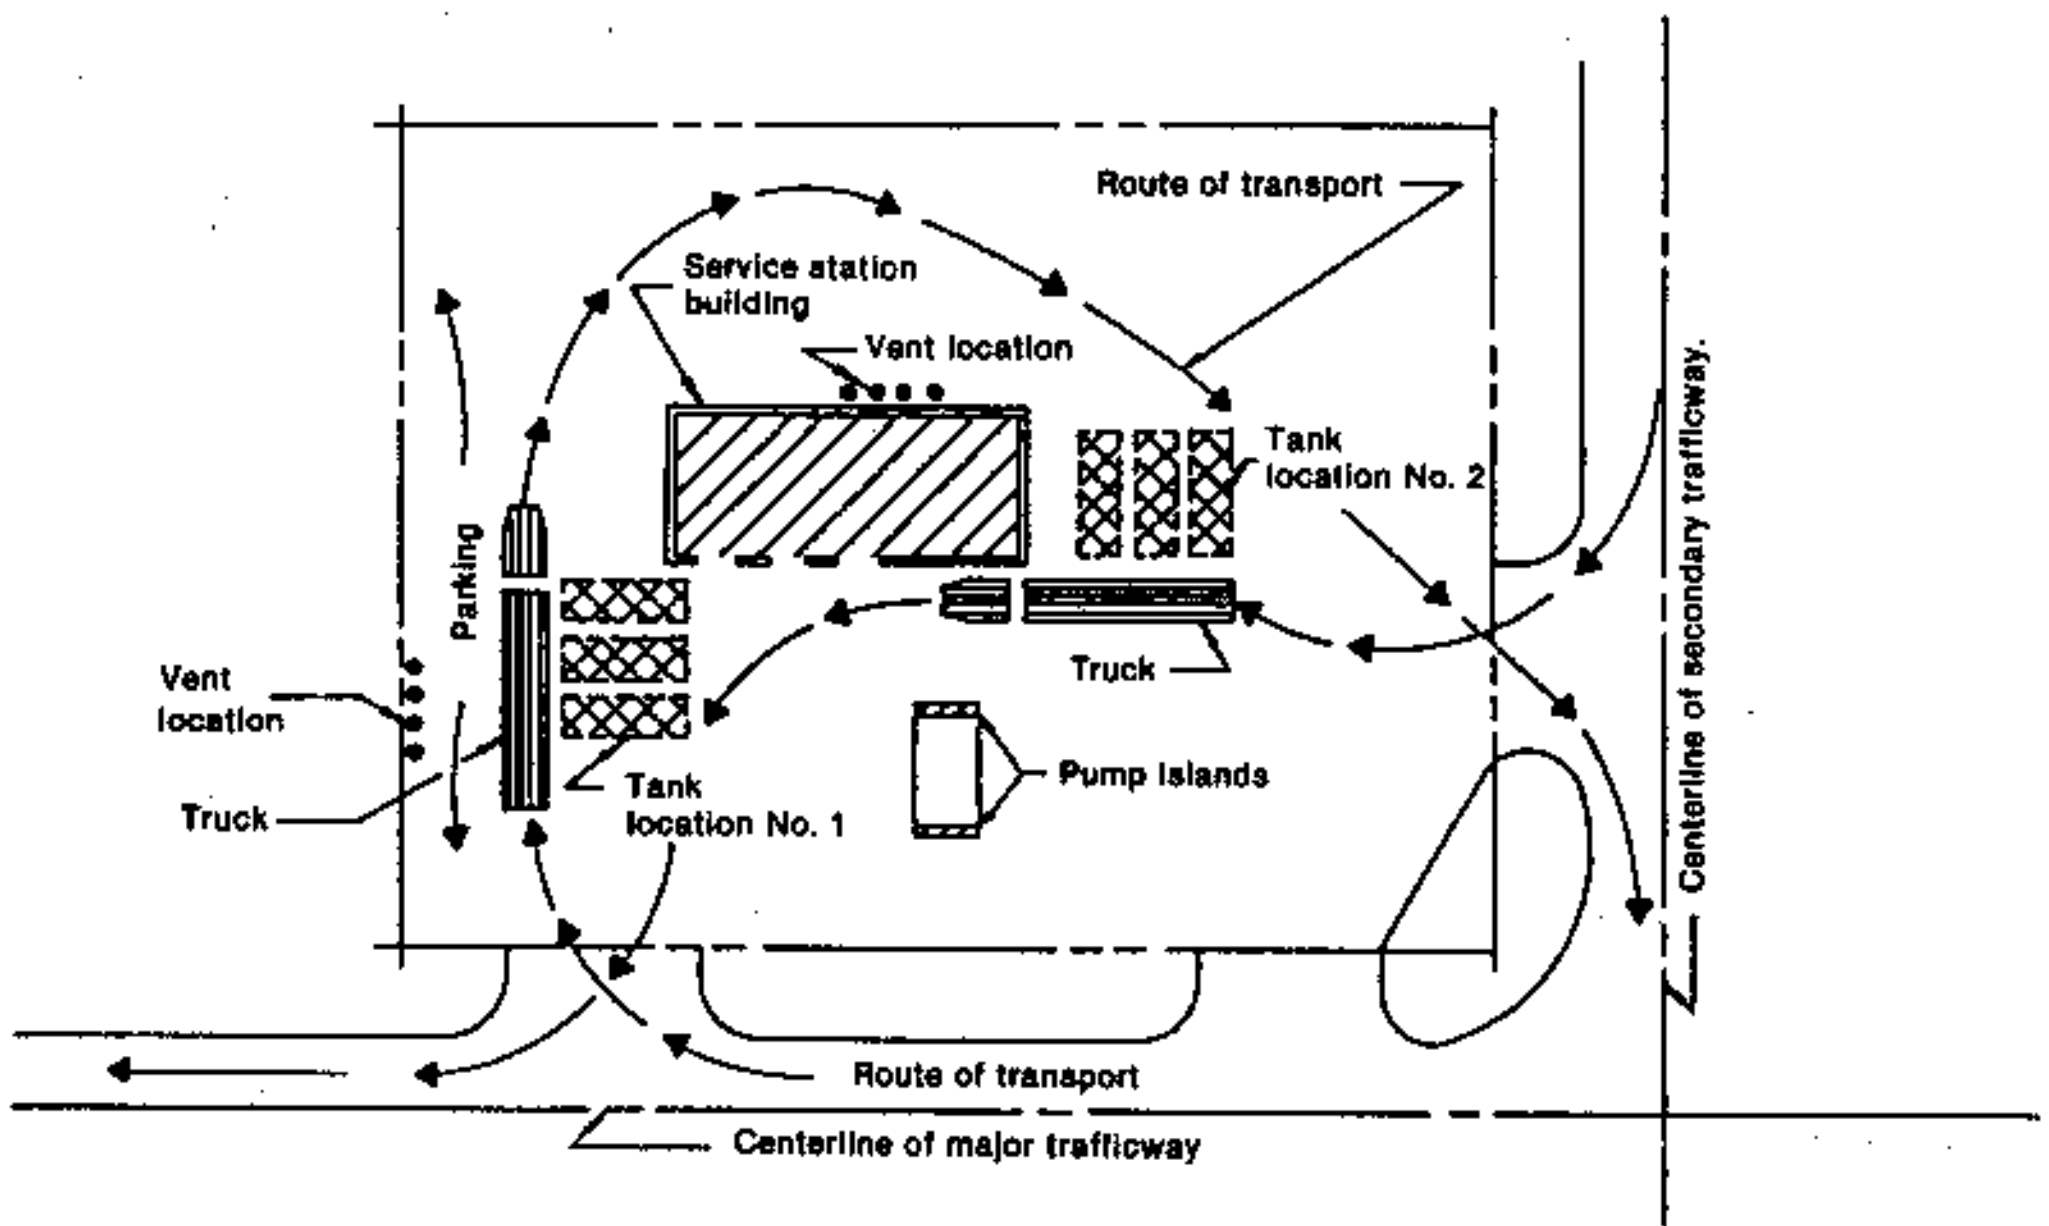 Route of transport
Service station
building
Vent location
Tank
location No. 2
Centerline of secondary trafficway.
Parking
Vent
location
Truck
Truck
Pump Islands
Tank
location No. 1
Route of transport
Centerline of major trafficway